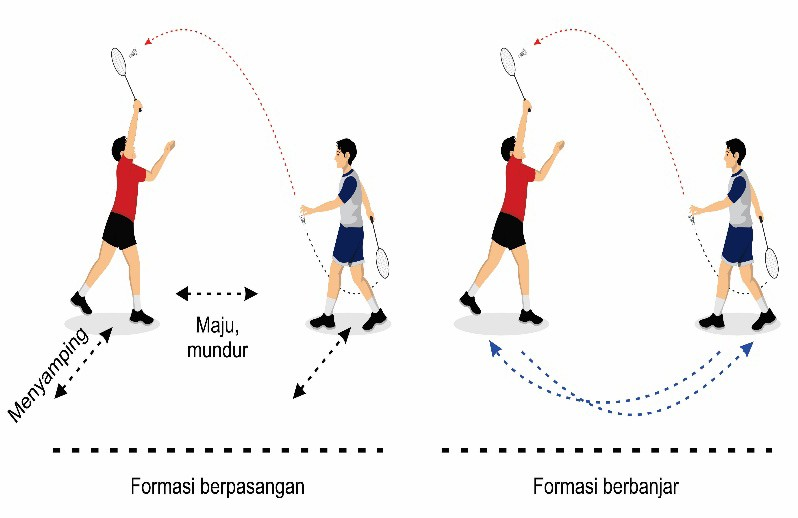 Maju,
mundur
Menyamping
Formasi berpasangan
Formasi berbanjar